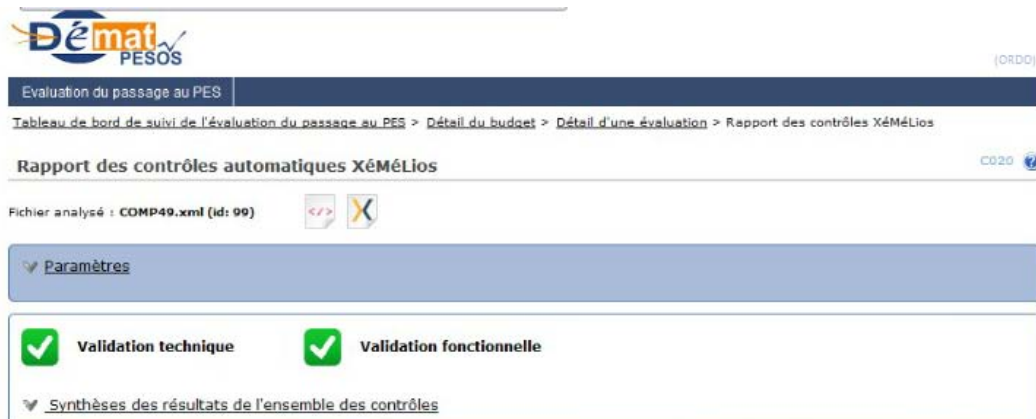 Démat
PESOS
(ORDO)
Evaluation du passage au PES
Tableau de bord de suivi de l'évaluation du passage au PES > Détail du budget > Détail d'une évaluation > Rapport des contrôles XéMéLios
Rapport des contrôles automatiques XéMéLios
C020 ?
Fichier analysé : COMP49.xml (id: 99) </> X
Paramètres
Validation technique Validation fonctionnelle
Synthèses des résultats de l'ensemble des contrôles